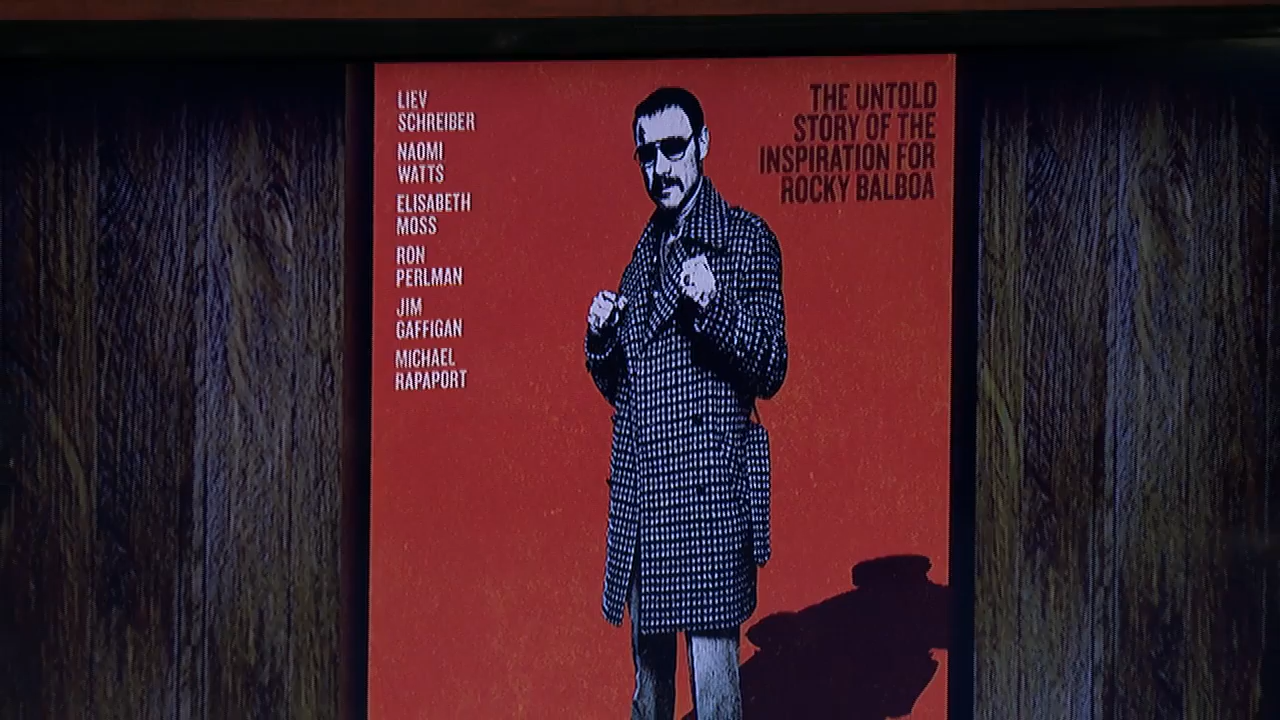 LIEV
SCHREIBER
NAOMI
WATTS
ELISABETH
MOSS
RON
PERLMAN
JIM
GAFFIGAN
MICHAEL
RAPAPORT
THE UNTOLD
STORY OF THE
INSPIRATION FOR
ROCKY BALBOA